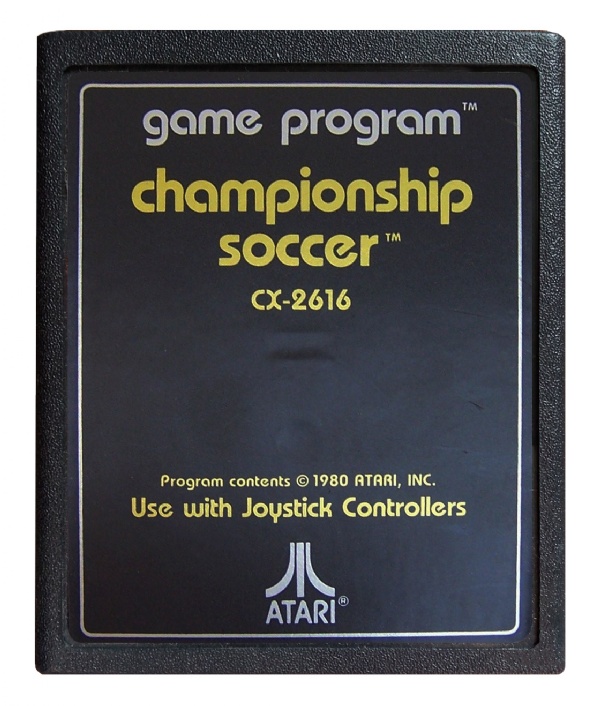 game program™
championship
soccer™
CX-2616
Program contents © 1980 ATARI, INC.
Use with Joystick Controllers
ATARI®